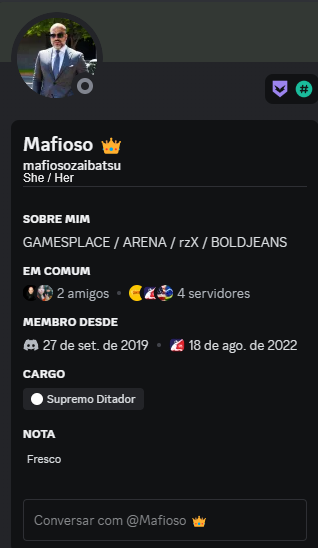 Mafioso 👑
mafiosozaibatsu
She / Her
SOBRE MIM
GAMESPLACE / ARENA / rzX / BOLDJEANS
EM COMUM
2 amigos • 4 servidores
MEMBRO DESDE
27 de set. de 2019 • 18 de ago. de 2022
CARGO
Supremo Ditador
NOTA
Fresco
Conversar com @Mafioso 👑